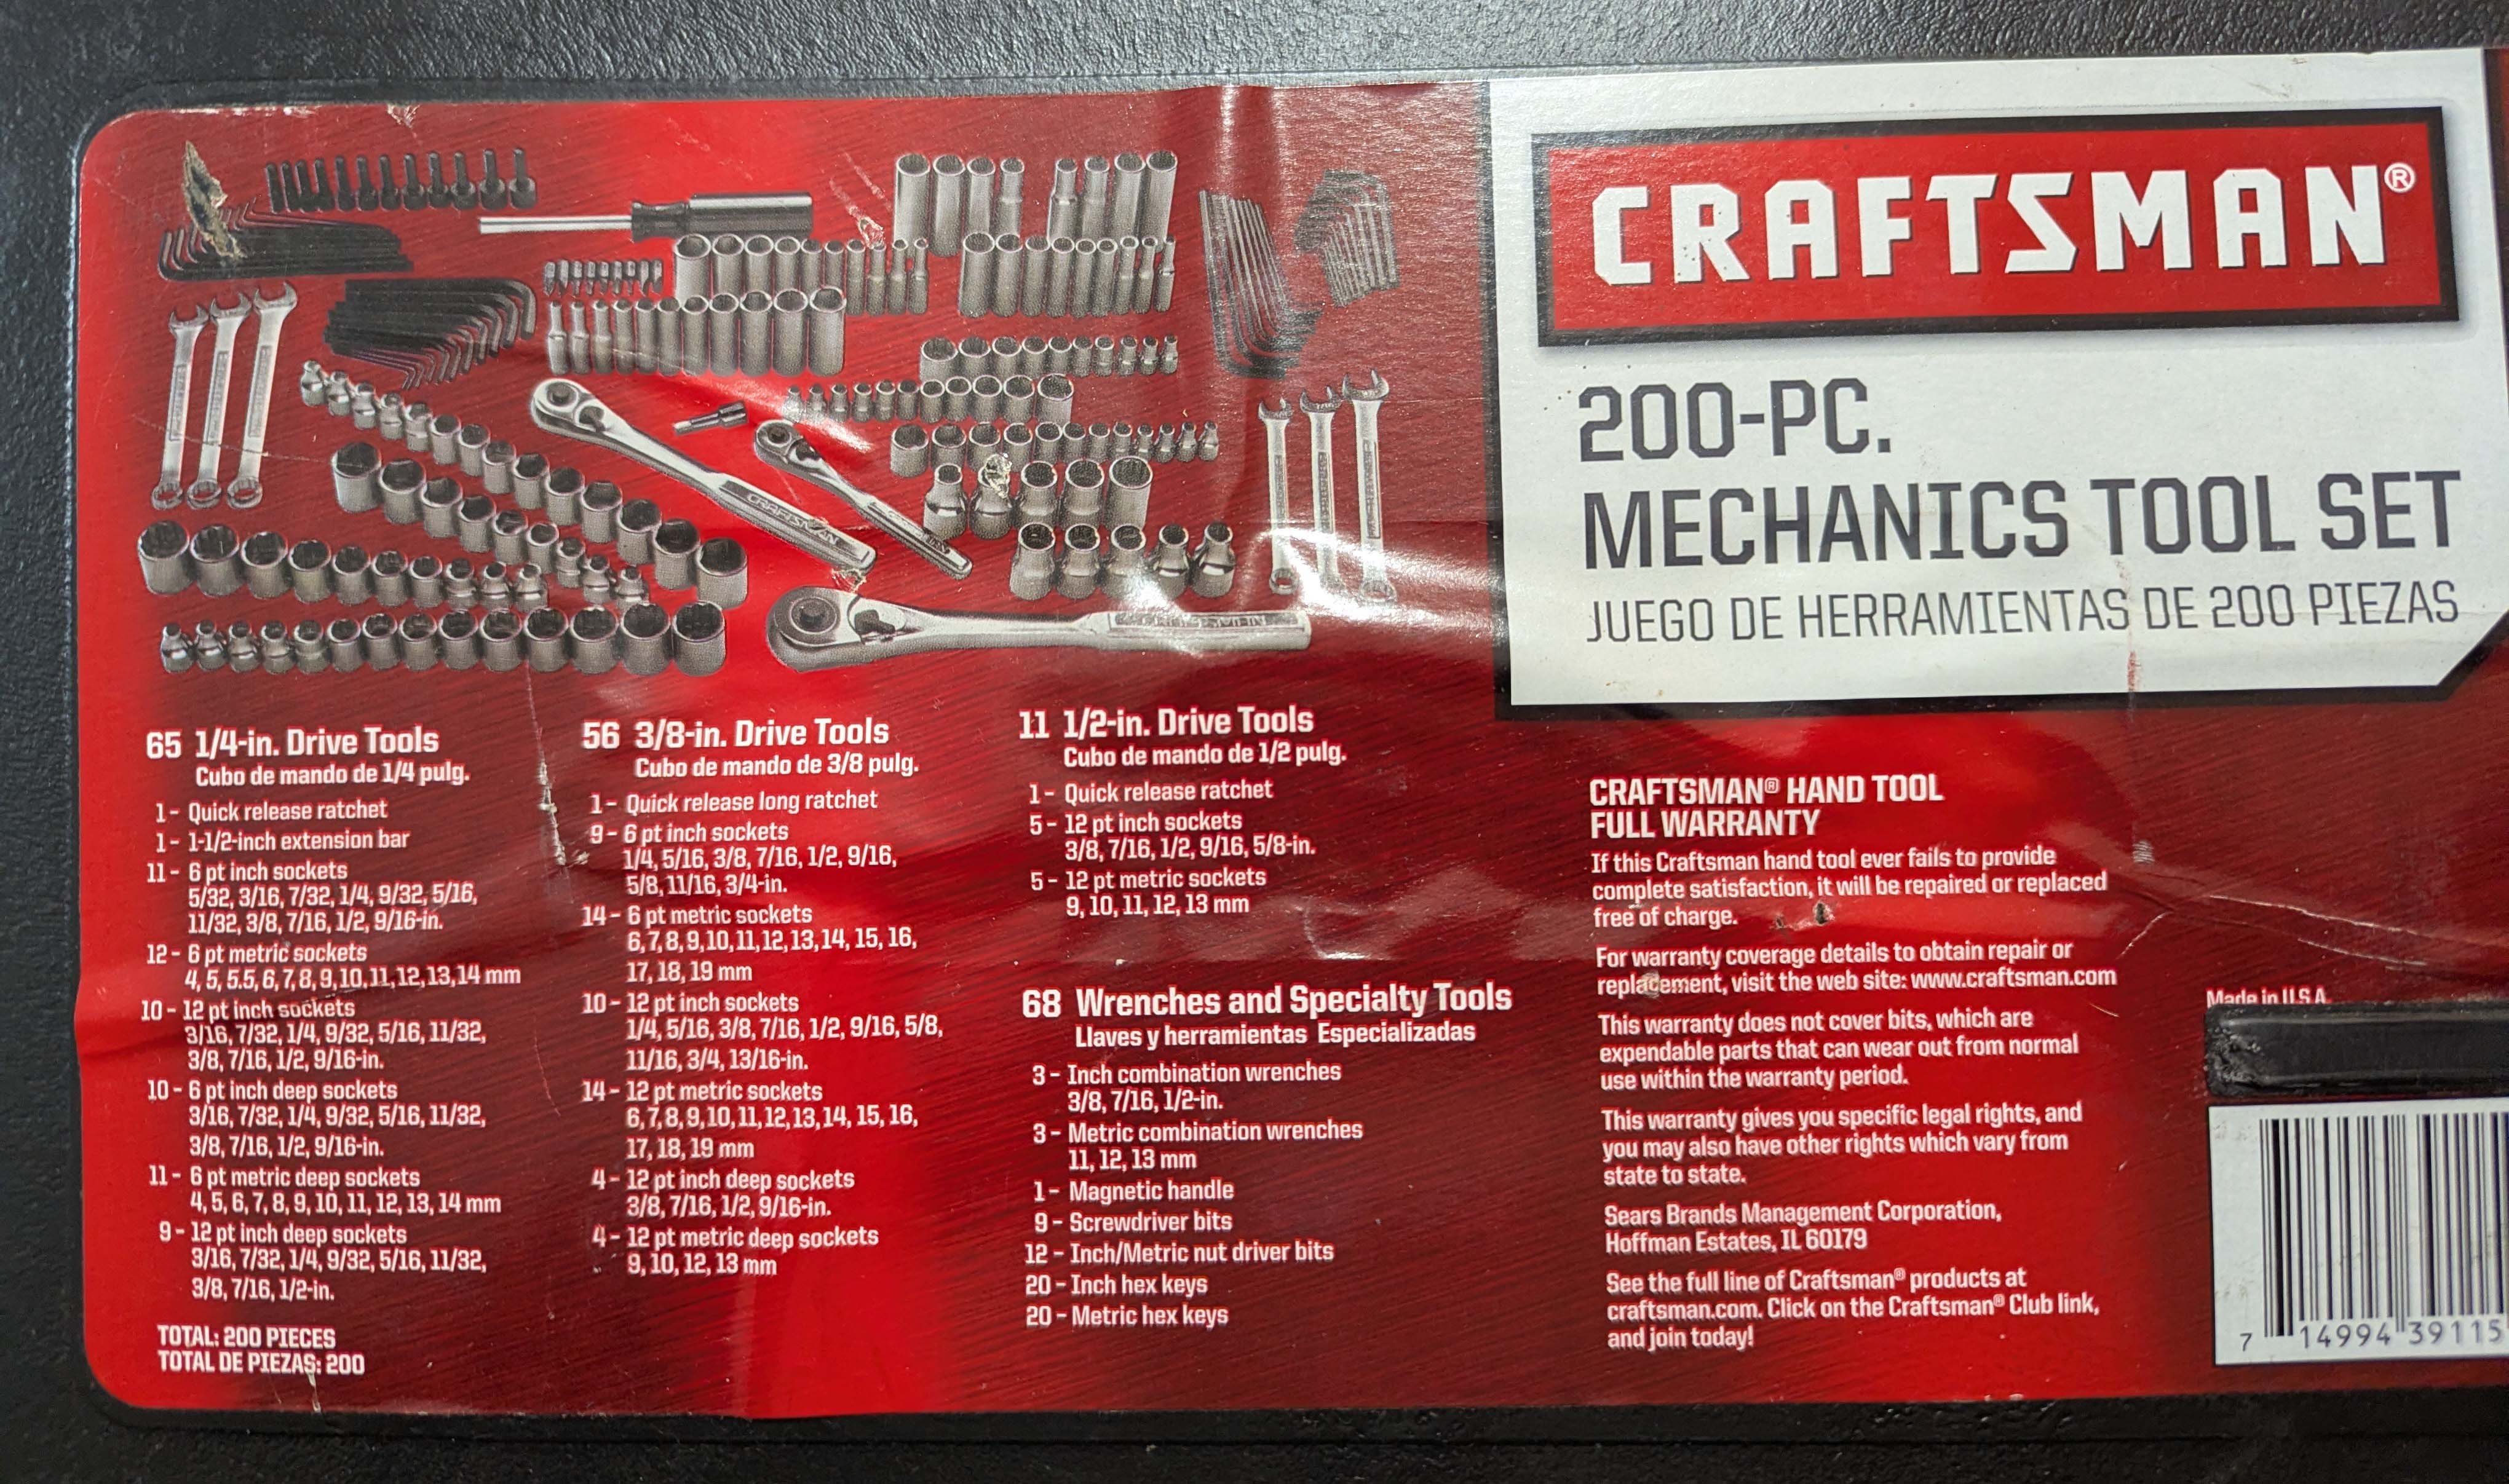 CRAFTSMAN®
200-PC.
MECHANICS TOOL SET
JUEGO DE HERRAMIENTAS DE 200 PIEZAS
65 1/4-in. Drive Tools
Cubo de mando de 1/4 pulg.
1 - Quick release ratchet
1 - 1-1/2-inch extension bar
11 - 6 pt inch sockets
5/32, 3/16, 7/32, 1/4, 9/32, 5/16,
11/32, 3/8, 7/16, 1/2, 9/16-in.
12 - 6 pt metric sockets
4, 5, 5.5, 6, 7, 8, 9, 10, 11, 12, 13, 14 mm
10 - 12 pt inch sockets
3/16, 7/32, 1/4, 9/32, 5/16, 11/32,
3/8, 7/16, 1/2, 9/16-in.
10 - 6 pt inch deep sockets
3/16, 7/32, 1/4, 9/32, 5/16, 11/32,
3/8, 7/16, 1/2, 9/16-in.
11 - 6 pt metric deep sockets
4, 5, 6, 7, 8, 9, 10, 11, 12, 13, 14 mm
9 - 12 pt inch deep sockets
3/16, 7/32, 1/4, 9/32, 5/16, 11/32,
3/8, 7/16, 1/2-in.
TOTAL: 200 PIECES
TOTAL DE PIEZAS: 200
56 3/8-in. Drive Tools
Cubo de mando de 3/8 pulg.
1 - Quick release long ratchet
9 - 6 pt inch sockets
1/4, 5/16, 3/8, 7/16, 1/2, 9/16,
5/8, 11/16, 3/4-in.
14 - 6 pt metric sockets
6, 7, 8, 9, 10, 11, 12, 13, 14, 15, 16,
17, 18, 19 mm
10 - 12 pt inch sockets
1/4, 5/16, 3/8, 7/16, 1/2, 9/16, 5/8,
11/16, 3/4, 13/16-in.
14 - 12 pt metric sockets
6, 7, 8, 9, 10, 11, 12, 13, 14, 15, 16,
17, 18, 19 mm
4 - 12 pt inch deep sockets
3/8, 7/16, 1/2, 9/16-in.
4 - 12 pt metric deep sockets
9, 10, 12, 13 mm
11 1/2-in. Drive Tools
Cubo de mando de 1/2 pulg.
1 - Quick release ratchet
5 - 12 pt inch sockets
3/8, 7/16, 1/2, 9/16, 5/8-in.
5 - 12 pt metric sockets
9, 10, 11, 12, 13 mm
68 Wrenches and Specialty Tools
Llaves y herramientas Especializadas
3 - Inch combination wrenches
3/8, 7/16, 1/2-in.
3 - Metric combination wrenches
11, 12, 13 mm
1 - Magnetic handle
9 - Screwdriver bits
12 - Inch/Metric nut driver bits
20 - Inch hex keys
20 - Metric hex keys
CRAFTSMAN® HAND TOOL
FULL WARRANTY
If this Craftsman hand tool ever fails to provide
complete satisfaction, it will be repaired or replaced
free of charge.
For warranty coverage details to obtain repair or
replacement, visit the web site: www.craftsman.com
This warranty does not cover bits, which are
expendable parts that can wear out from normal
use within the warranty period.
This warranty gives you specific legal rights, and
you may also have other rights which vary from
state to state.
Sears Brands Management Corporation,
Hoffman Estates, IL 60179
See the full line of Craftsman® products at
craftsman.com. Click on the Craftsman® Club link,
and join today!
Made in U.S.A.
7 14994 39115
CRAFTSMAN